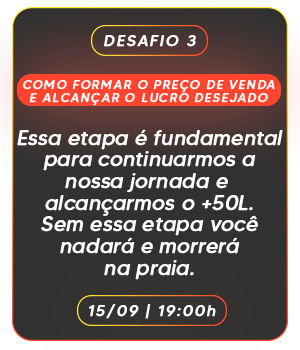 DESAFIO 3
COMO FORMAR O PREÇO DE VENDA
E ALCANÇAR O LUCRO DESEJADO
Essa etapa é fundamental
para continuarmos a
nossa jornada e
alcançarmos o +50L.
Sem essa etapa você
nadará e morrerá
na praia.
15/09 | 19:00h